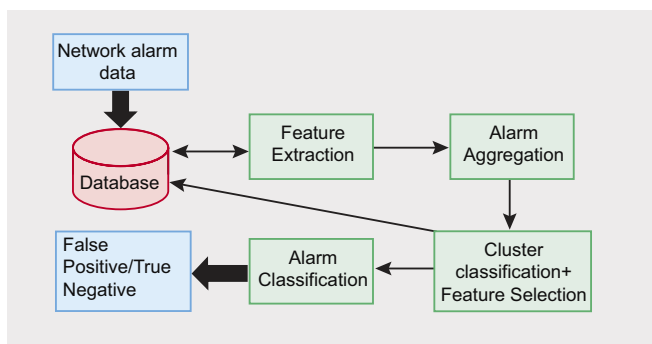 Network alarm
data
Feature
Extraction
Alarm
Aggregation
Database
False
Positive/True
Negative
Alarm
Classification
Cluster
classification+
Feature Selection